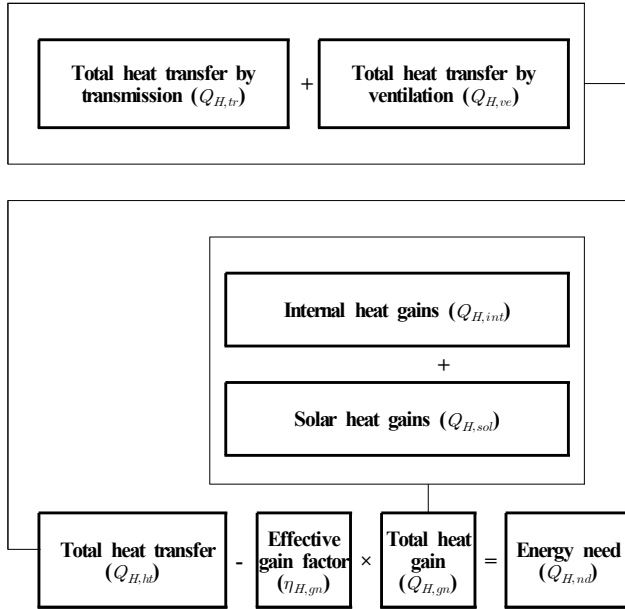 Total heat transfer by
transmission (Q_{H,tr})
+
Total heat transfer by
ventilation (Q_{H,ve})
Internal heat gains (Q_{H,int})
+
Solar heat gains (Q_{H,sol})
Total heat transfer
(Q_{H,ht})
-
Effective
gain factor
(η_{H,gn})
×
Total heat
gain
(Q_{H,gn})
=
Energy need
(Q_{H,nd})